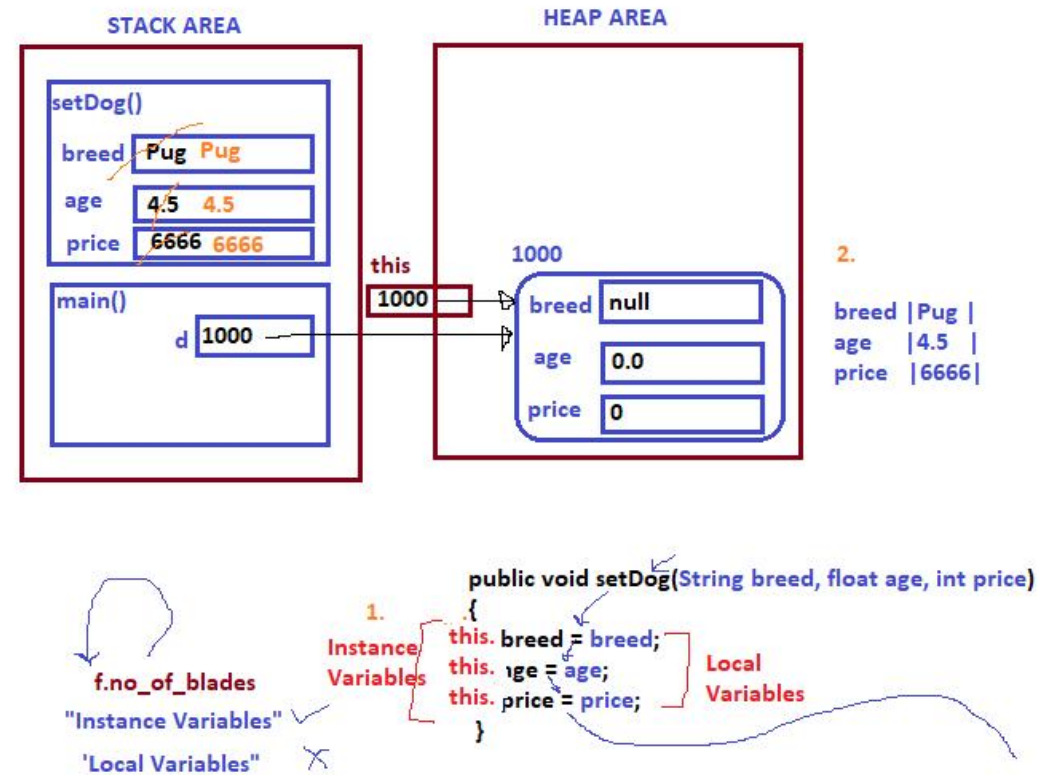 STACK AREA
HEAP AREA
setDog()
breed Pug Pug
age 4.5 4.5
price 6666 6666
main()
d 1000
this
1000
1000
breed null
age 0.0
price 0
2.
breed |Pug |
age |4.5 |
price |6666|
f.no_of_blades
"Instance Variables"
'Local Variables"
1.
Instance
Variables
public void setDog(String breed, float age, int price)
{
this. breed = breed;
this. age = age;
this. price = price;
}
Local
Variables